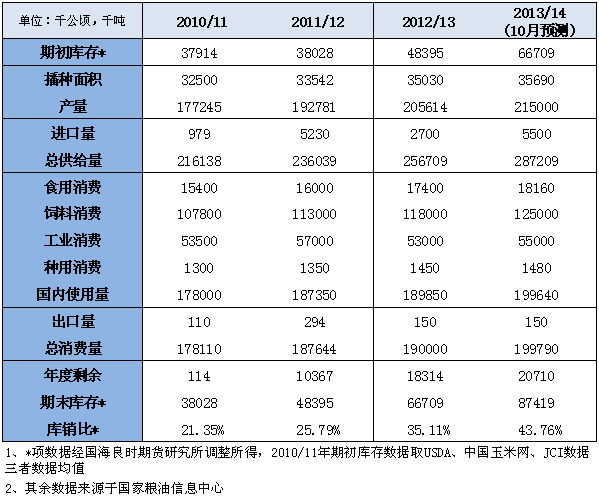 单位：千公顷，千吨 2010/11 2011/12 2012/13 2013/14
（10月预测）
期初库存* 37914 38028 48395 66709
播种面积 32500 33542 35030 35690
产量 177245 192781 205614 215000
进口量 979 5230 2700 5500
总供给量 216138 236039 256709 287209
食用消费 15400 16000 17400 18160
饲料消费 107800 113000 118000 125000
工业消费 53500 57000 53000 55000
种用消费 1300 1350 1450 1480
国内使用量 178000 187350 189850 199640
出口量 110 294 150 150
总消费量 178110 187644 190000 199790
年度剩余 114 10367 18314 20710
期末库存* 38028 48395 66709 87419
库销比* 21.35% 25.79% 35.11% 43.76%
1、*项数据经国海良时期货研究所调整所得，2010/11年期初库存数据取USDA、中国玉米网、JCI数据
三者数据均值
2、其余数据来源于国家粮油信息中心